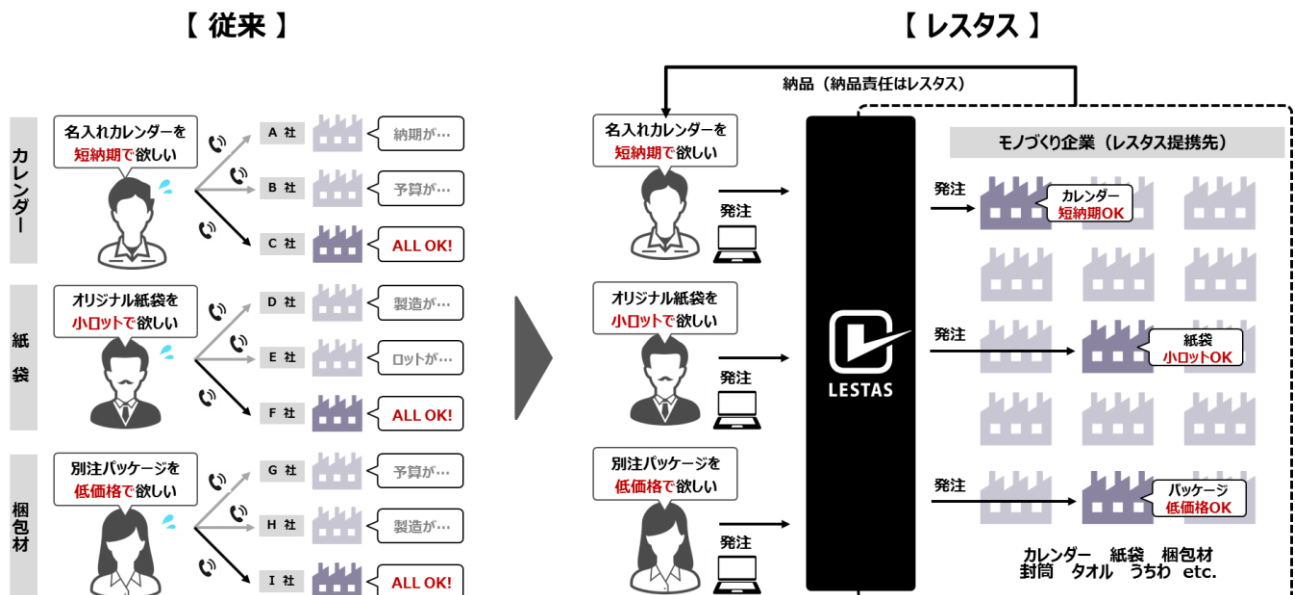 【 従来 】
カレンダー
名入れカレンダーを
短納期で欲しい
A 社
納期が…
B 社
予算が…
C 社
ALL OK!
紙袋
オリジナル紙袋を
小ロットで欲しい
D 社
製造が…
E 社
ロットが…
F 社
ALL OK!
梱包材
別注パッケージを
低価格で欲しい
G 社
予算が…
H 社
製造が…
I 社
ALL OK!
【 レスタス 】
納品（納品責任はレスタス）
名入れカレンダーを
短納期で欲しい
発注
オリジナル紙袋を
小ロットで欲しい
発注
別注パッケージを
低価格で欲しい
発注
LESTAS
モノづくり企業（レスタス提携先）
発注
カレンダー
短納期OK
発注
紙袋
小ロットOK
発注
パッケージ
低価格OK
カレンダー　紙袋　梱包材
封筒　タオル　うちわ etc.